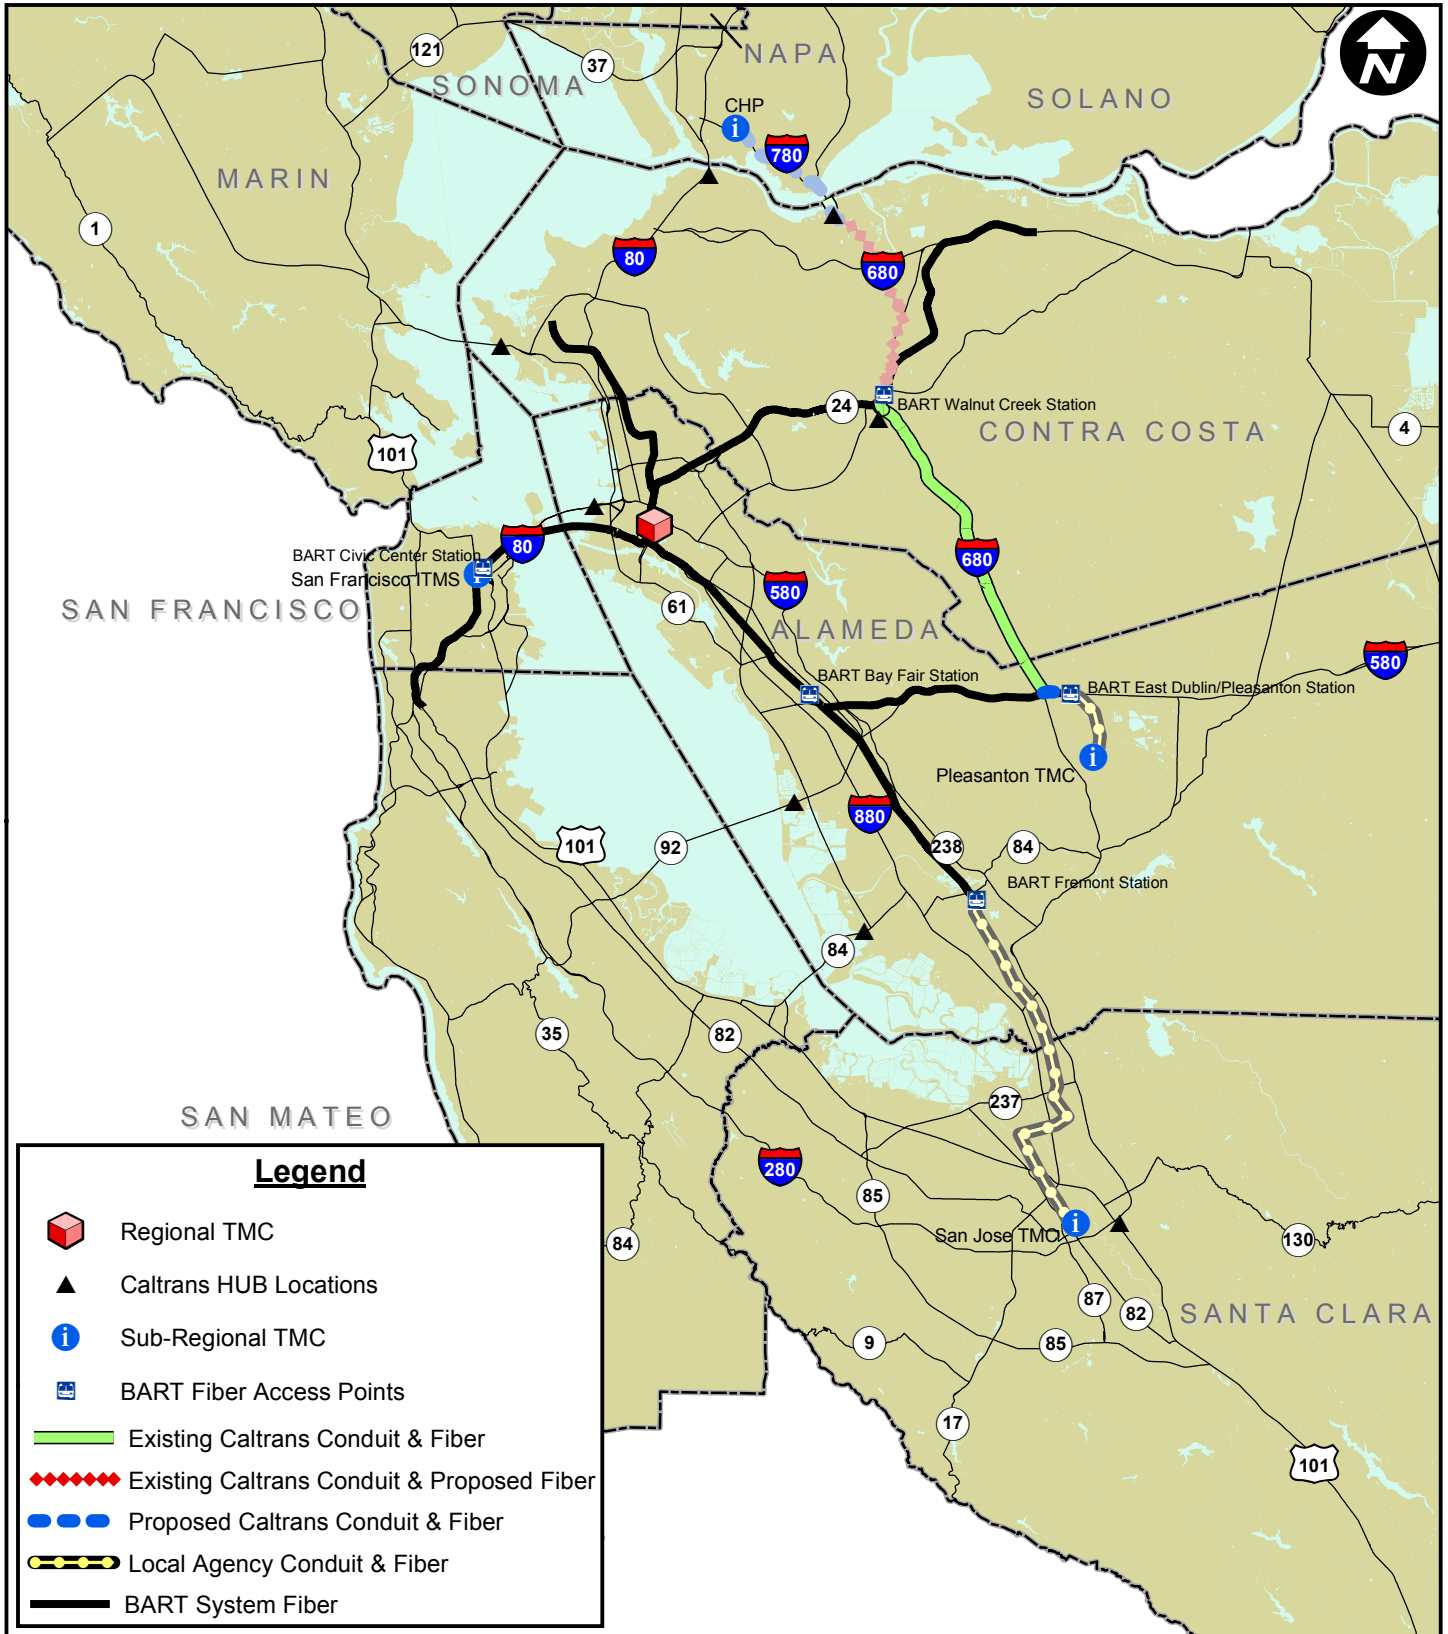 121
SONOMA
37
NAPA
N
SOLANO
CHP
i
780
MARIN
1
80
680
24
BART Walnut Creek Station
CONTRA COSTA
4
101
BART Civic Center Station
80
San Francisco ITMS
i
SAN FRANCISCO
680
580
61
ALAMEDA
580
BART Bay Fair Station
BART East Dublin/Pleasanton Station
i
Pleasanton TMC
880
101
92
238
84
BART Fremont Station
84
35
82
SAN MATEO
237
280
85
San Jose TMC
i
84
130
87
82
SANTA CLARA
9
85
17
101
Legend
Regional TMC
Caltrans HUB Locations
i
Sub-Regional TMC
BART Fiber Access Points
Existing Caltrans Conduit & Fiber
Existing Caltrans Conduit & Proposed Fiber
Proposed Caltrans Conduit & Fiber
Local Agency Conduit & Fiber
BART System Fiber